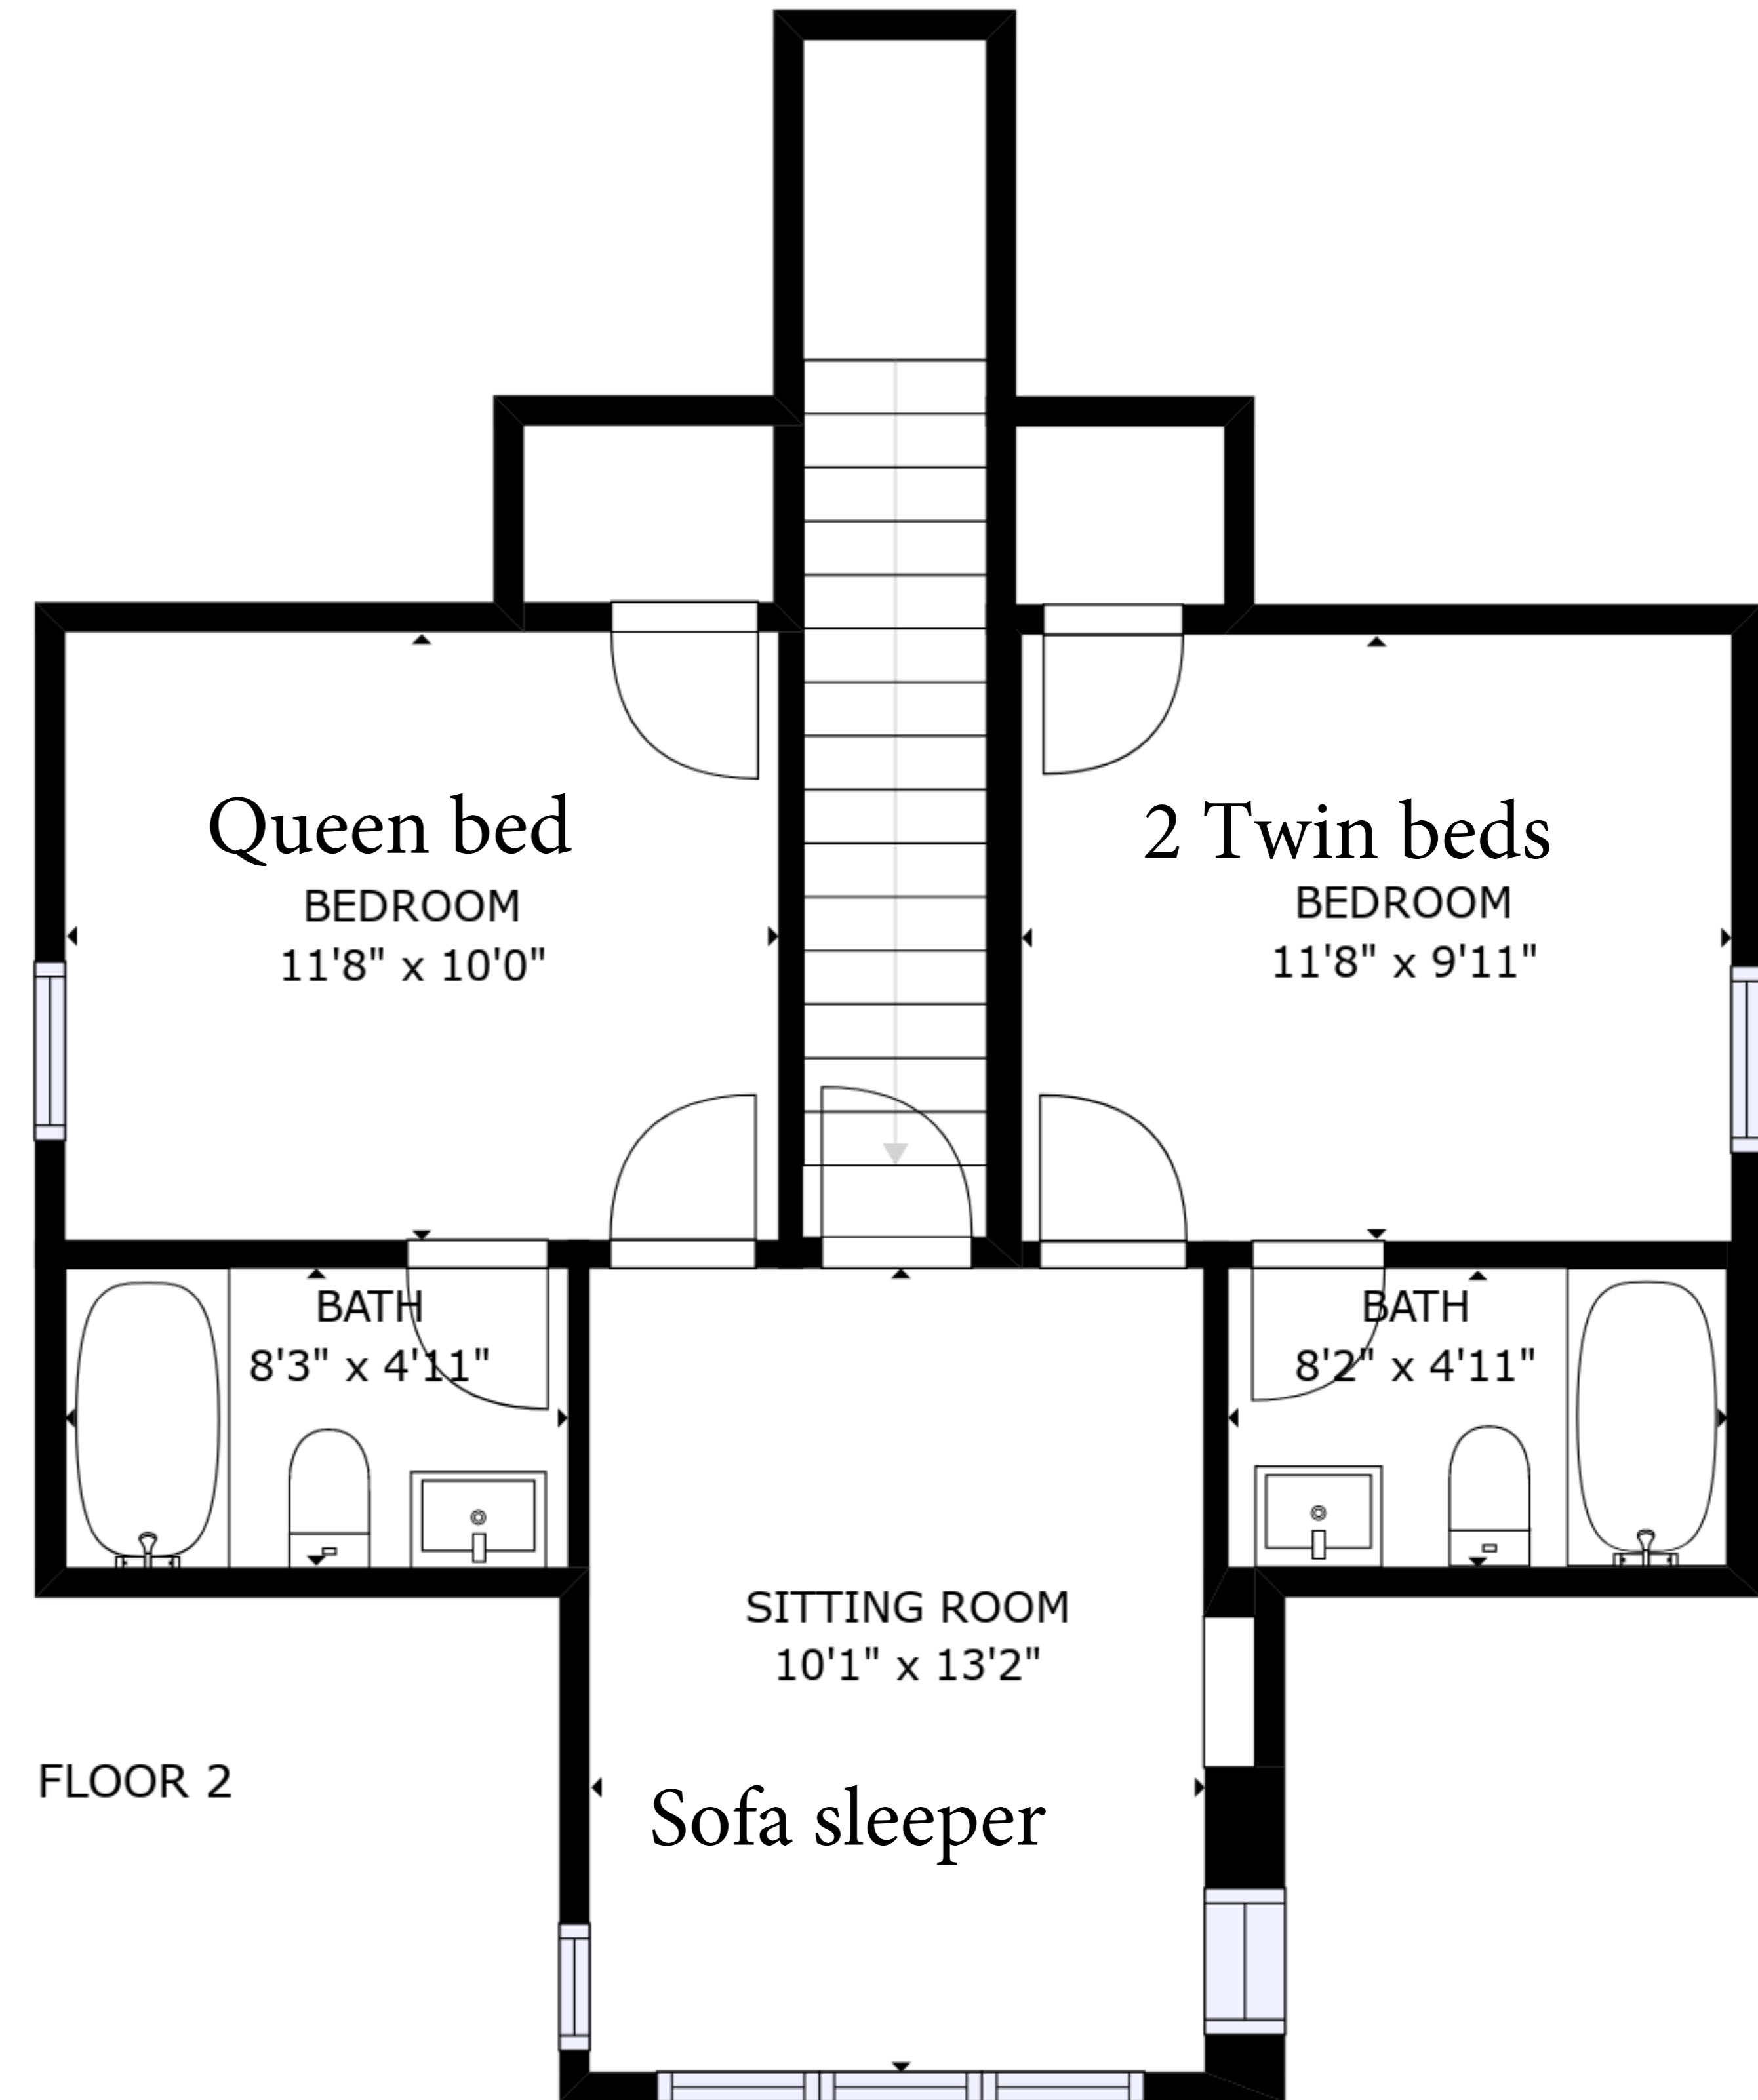 Queen bed
BEDROOM
11'8" x 10'0"
2 Twin beds
BEDROOM
11'8" x 9'11"
BATH
8'3" x 4'11"
BATH
8'2" x 4'11"
SITTING ROOM
10'1" x 13'2"
Sofa sleeper
FLOOR 2